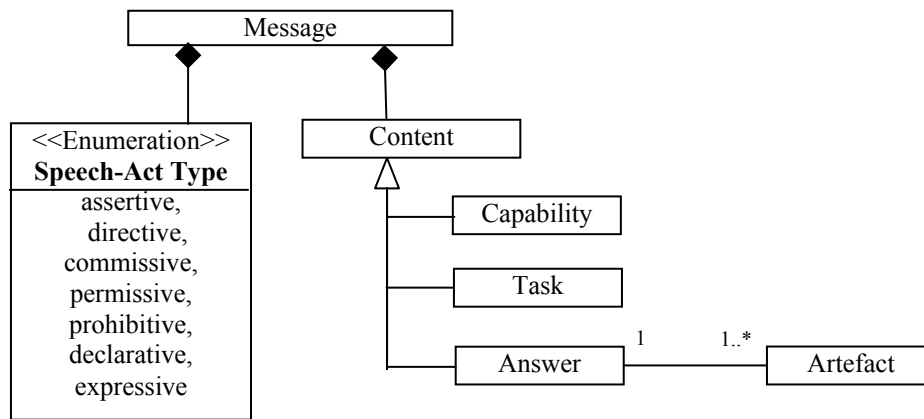 Message
<<Enumeration>>
Speech-Act Type
assertive,
directive,
commissive,
permissive,
prohibitive,
declarative,
expressive
Content
Capability
Task
Answer
1
1..*
Artefact